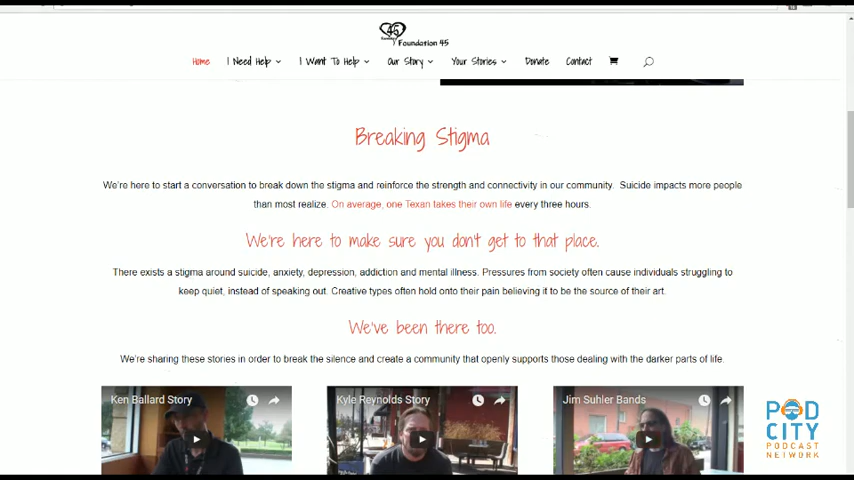 45
Foundation 45
Home I Need Help I Want To Help Our Story Your Stories Donate Contact
Breaking Stigma
We're here to start a conversation to break down the stigma and reinforce the strength and connectivity in our community. Suicide impacts more people
than most realize. On average, one Texan takes their own life every three hours.
We're here to make sure you don't get to that place.
There exists a stigma around suicide, anxiety, depression, addiction and mental illness. Pressures from society often cause individuals struggling to
keep quiet, instead of speaking out. Creative types often hold onto their pain believing it to be the source of their art.
We've been there too.
We're sharing these stories in order to break the silence and create a community that openly supports those dealing with the darker parts of life.
Ken Ballard Story
Kyle Reynolds Story
Jim Suhler Bands
POD
CITY
PODCAST
NETWORK